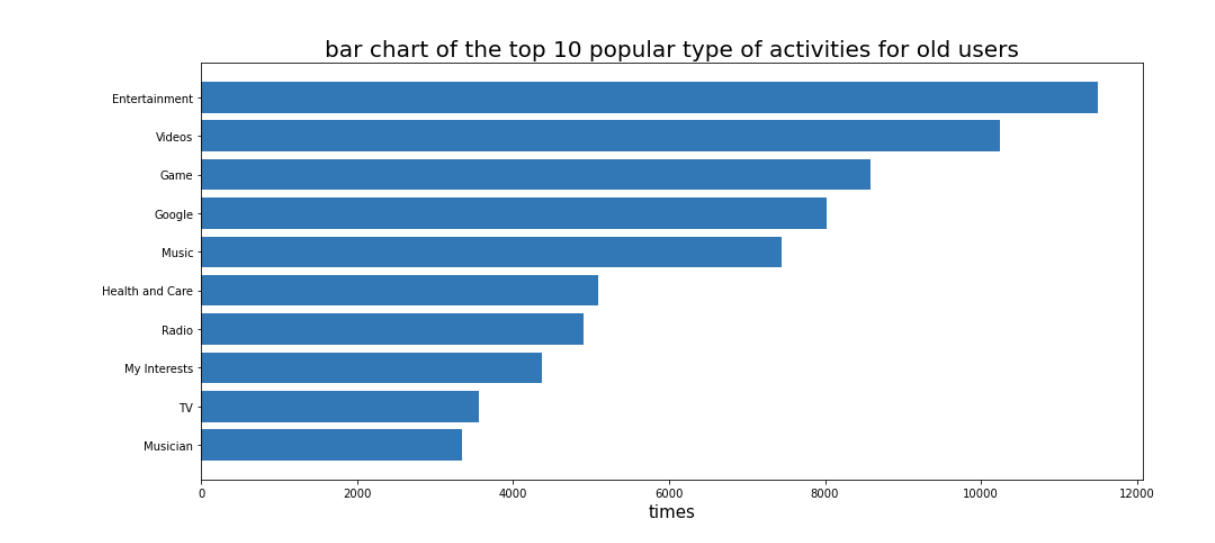 bar chart of the top 10 popular type of activities for old users
Entertainment
Videos
Game
Google
Music
Health and Care
Radio
My Interests
TV
Musician
0 2000 4000 6000 8000 10000 12000
times